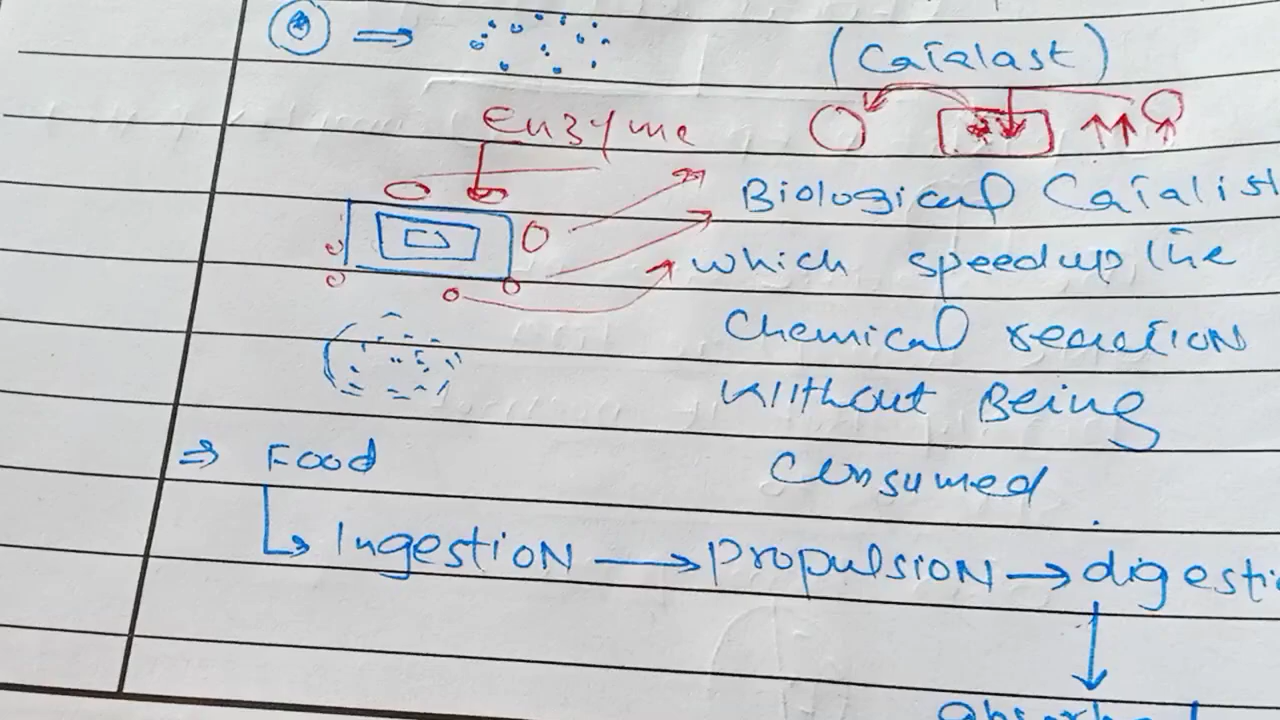 (Catalast)
Enzyme
Biological Catalist
which speedup the
Chemical reaction
Without Being
Consumed
⇒ Food
Ingestion → Propulsion → digesti